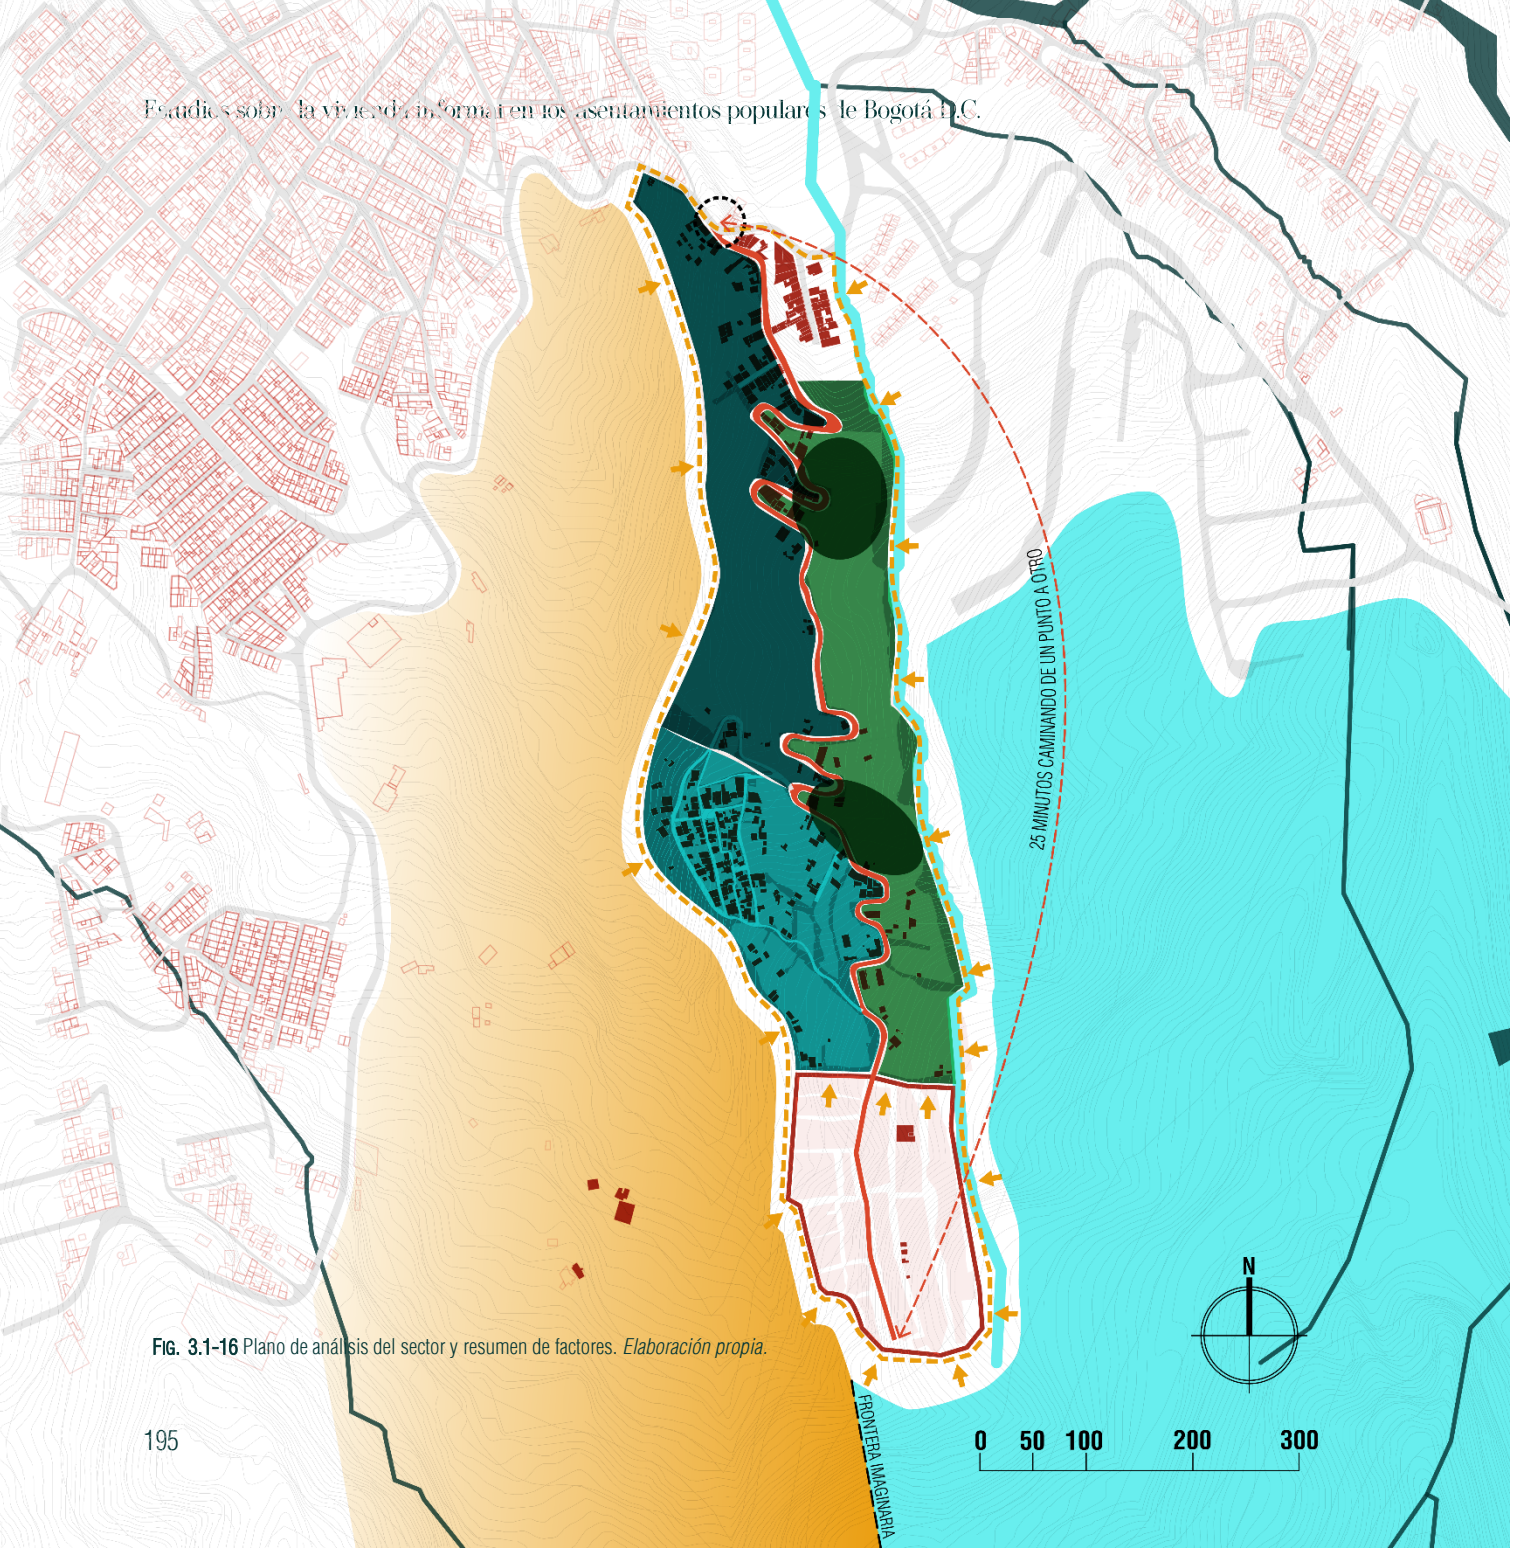 Estudios sobre la vivienda informal en los asentamientos populares de Bogotá D.C.
25 MINUTOS CAMINANDO DE UN PUNTO A OTRO
N
FIG. 3.1-16 Plano de análisis del sector y resumen de factores. Elaboración propia.
195
FRONTERA IMAGINARIA
0 50 100 200 300